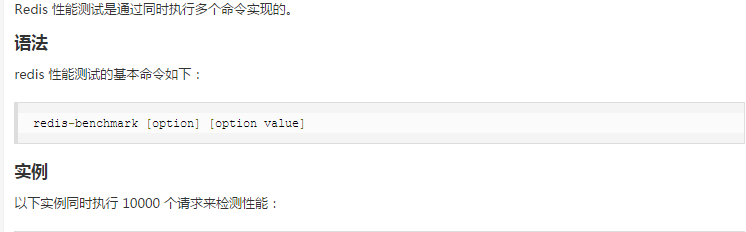 Redis 性能测试是通过同时执行多个命令实现的。
语法
redis 性能测试的基本命令如下：
redis-benchmark [option] [option value]
实例
以下实例同时执行 10000 个请求来检测性能：